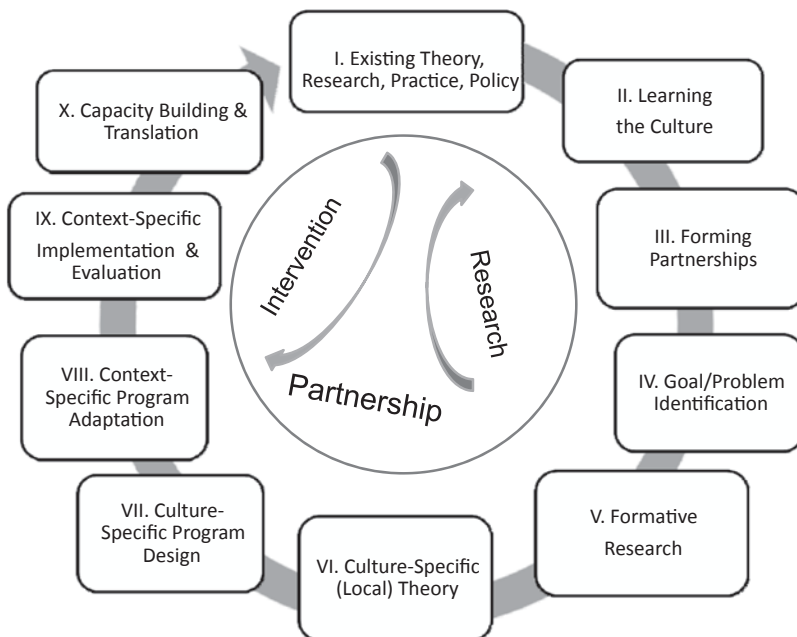 I. Existing Theory,
Research, Practice, Policy
II. Learning
the Culture
III. Forming
Partnerships
IV. Goal/Problem
Identification
V. Formative
Research
VI. Culture-Specific
(Local) Theory
VII. Culture-
Specific Program
Design
VIII. Context-
Specific Program
Adaptation
IX. Context-Specific
Implementation &
Evaluation
X. Capacity Building &
Translation
Intervention
Research
Partnership